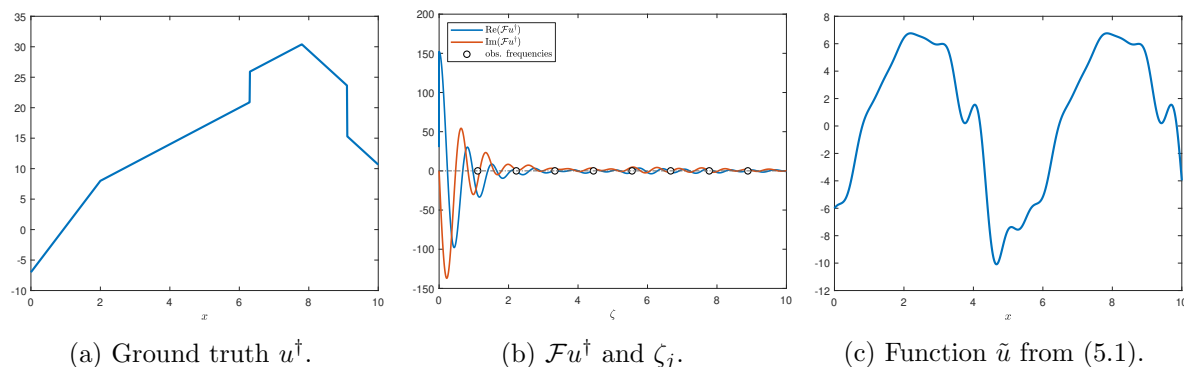 35
30
25
20
15
10
5
0
-5
-10
0 2 4 6 8 10
x
200
150
100
50
0
-50
-100
-150
0 2 4 6 8 10
ζ
Re(ℱu†)
Im(ℱu†)
obs. frequencies
8
6
4
2
0
-2
-4
-6
-8
-10
-12
0 2 4 6 8 10
x
(a) Ground truth u†.
(b) ℱu† and ζj.
(c) Function ũ from (5.1).